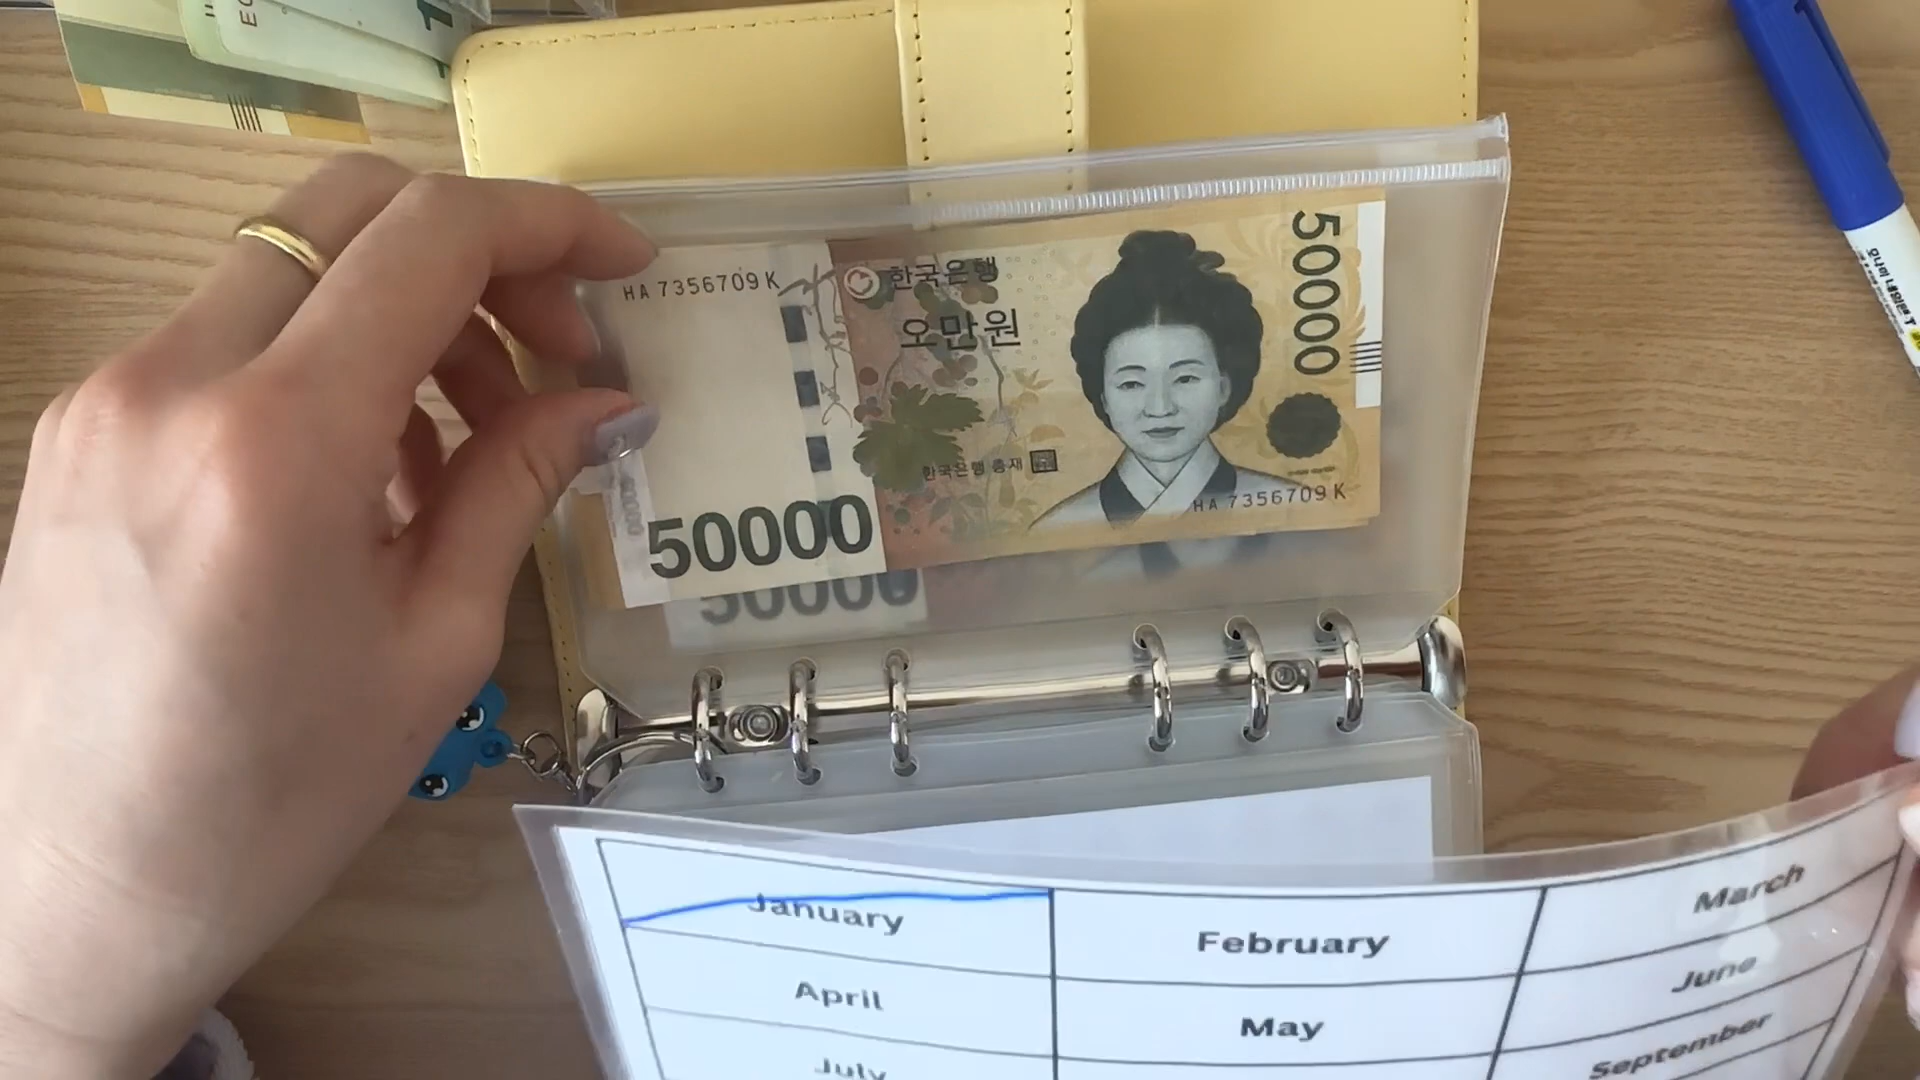 HA 7356709 K
한국은행
오만원
50000
한국은행 총재
HA 7356709 K
50000
50000
January
February
March
April
May
June
July
September